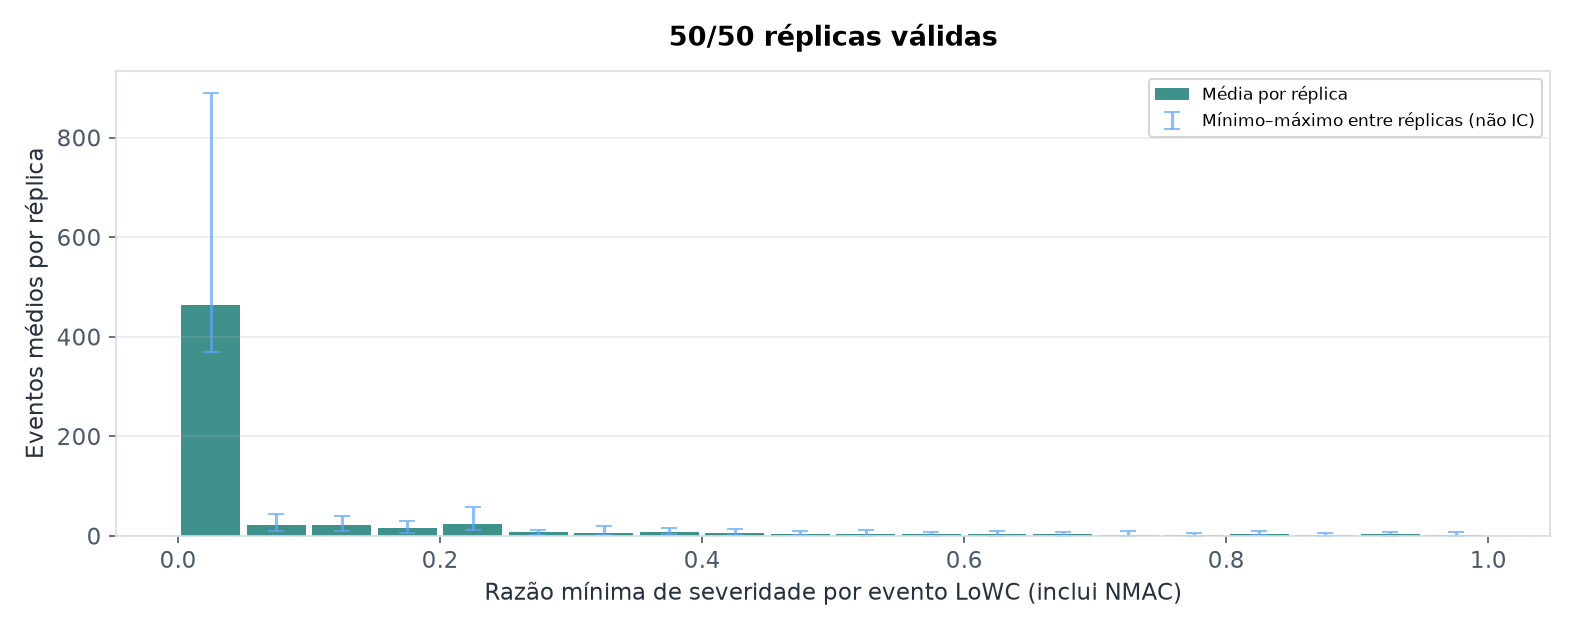 50/50 réplicas válidas
Média por réplica
Mínimo–máximo entre réplicas (não IC)
Eventos médios por réplica
800
600
400
200
0
0.0 0.2 0.4 0.6 0.8 1.0
Razão mínima de severidade por evento LoWC (inclui NMAC)